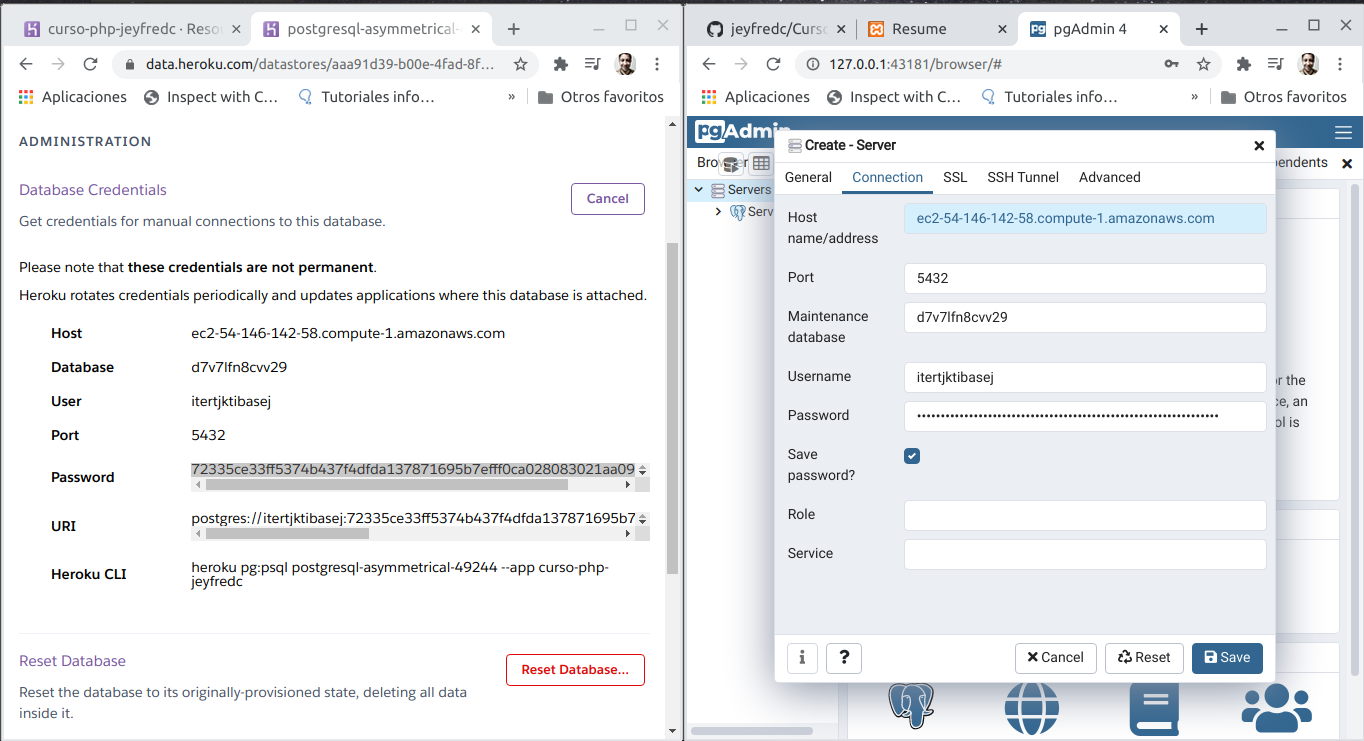 curso-php-jeyfredc · Reso
postgresql-asymmetrical-
data.heroku.com/datastores/aaa91d39-b00e-4fad-8f...
Aplicaciones
Inspect with C...
Tutoriales info...
»
Otros favoritos
ADMINISTRATION
Database Credentials
Cancel
Get credentials for manual connections to this database.
Please note that these credentials are not permanent.
Heroku rotates credentials periodically and updates applications where this database is attached.
Host
ec2-54-146-142-58.compute-1.amazonaws.com
Database
d7v7lfn8cvv29
User
itertjktibasej
Port
5432
Password
72335ce33ff5374b437f4dfda137871695b7efff0ca028083021aa09
URI
postgres://itertjktibasej:72335ce33ff5374b437f4dfda137871695b7
Heroku CLI
heroku pg:psql postgresql-asymmetrical-49244 --app curso-php-
jeyfredc
Reset Database
Reset Database...
Reset the database to its originally-provisioned state, deleting all data
inside it.
jeyfredc/Curs
Resume
pgAdmin 4
127.0.0.1:43181/browser/#
Aplicaciones
Inspect with C...
Tutoriales info...
»
Otros favoritos
pgAdmin
endents
Servers
Serv
or the
ce, an
ol is
Create - Server
General
Connection
SSL
SSH Tunnel
Advanced
Host
name/address
ec2-54-146-142-58.compute-1.amazonaws.com
Port
5432
Maintenance
database
d7v7lfn8cvv29
Username
itertjktibasej
Password
Save
password?
Role
Service
i
?
Cancel
Reset
Save